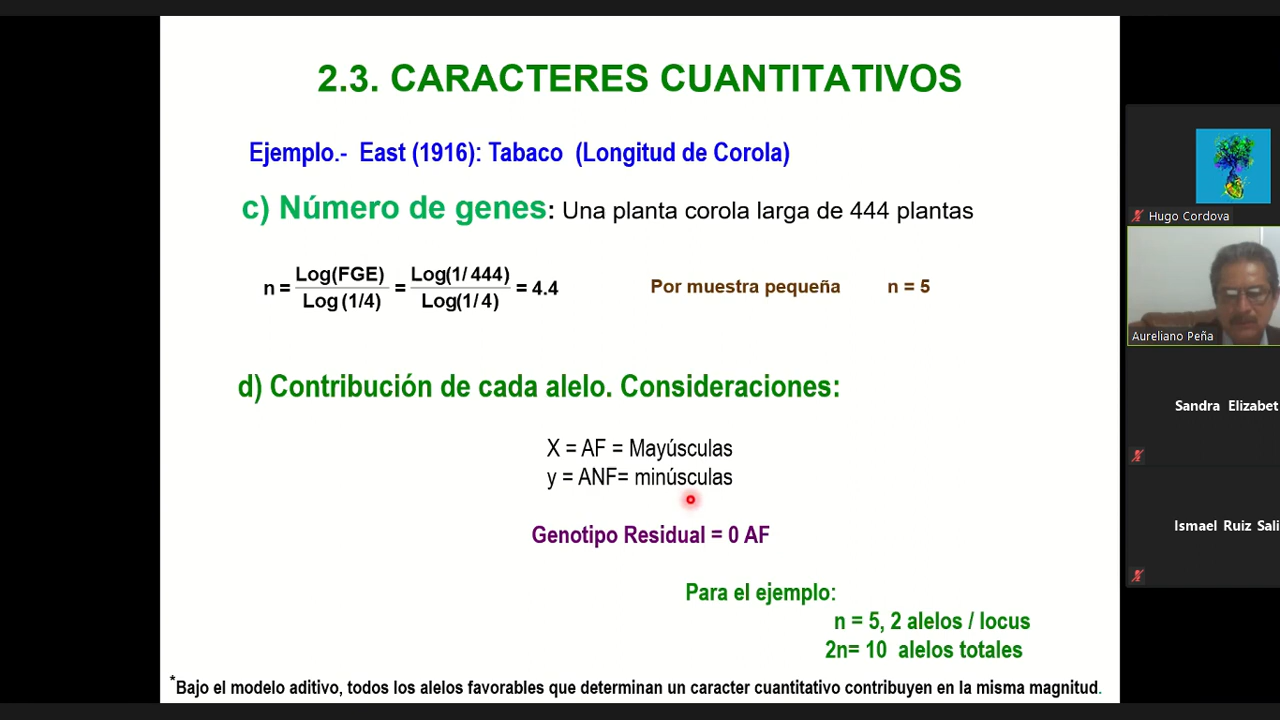 2.3. CARACTERES CUANTITATIVOS
Ejemplo.- East (1916): Tabaco (Longitud de Corola)
c) Número de genes: Una planta corola larga de 444 plantas
n = Log(FGE) / Log (1/4) = Log(1/444) / Log(1/4) = 4.4
Por muestra pequeña n = 5
d) Contribución de cada alelo. Consideraciones:
X = AF = Mayúsculas
y = ANF= minúsculas
Genotipo Residual = 0 AF
Para el ejemplo:
n = 5, 2 alelos / locus
2n= 10 alelos totales
*Bajo el modelo aditivo, todos los alelos favorables que determinan un caracter cuantitativo contribuyen en la misma magnitud.
Hugo Cordova
Aureliano Peña
Sandra Elizabet
Ismael Ruiz Sali